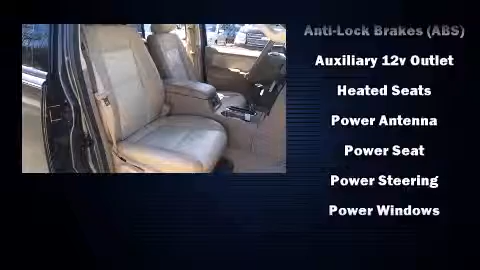 Anti-Lock Brakes (ABS)
Auxiliary 12v Outlet
Heated Seats
Power Antenna
Power Seat
Power Steering
Power Windows